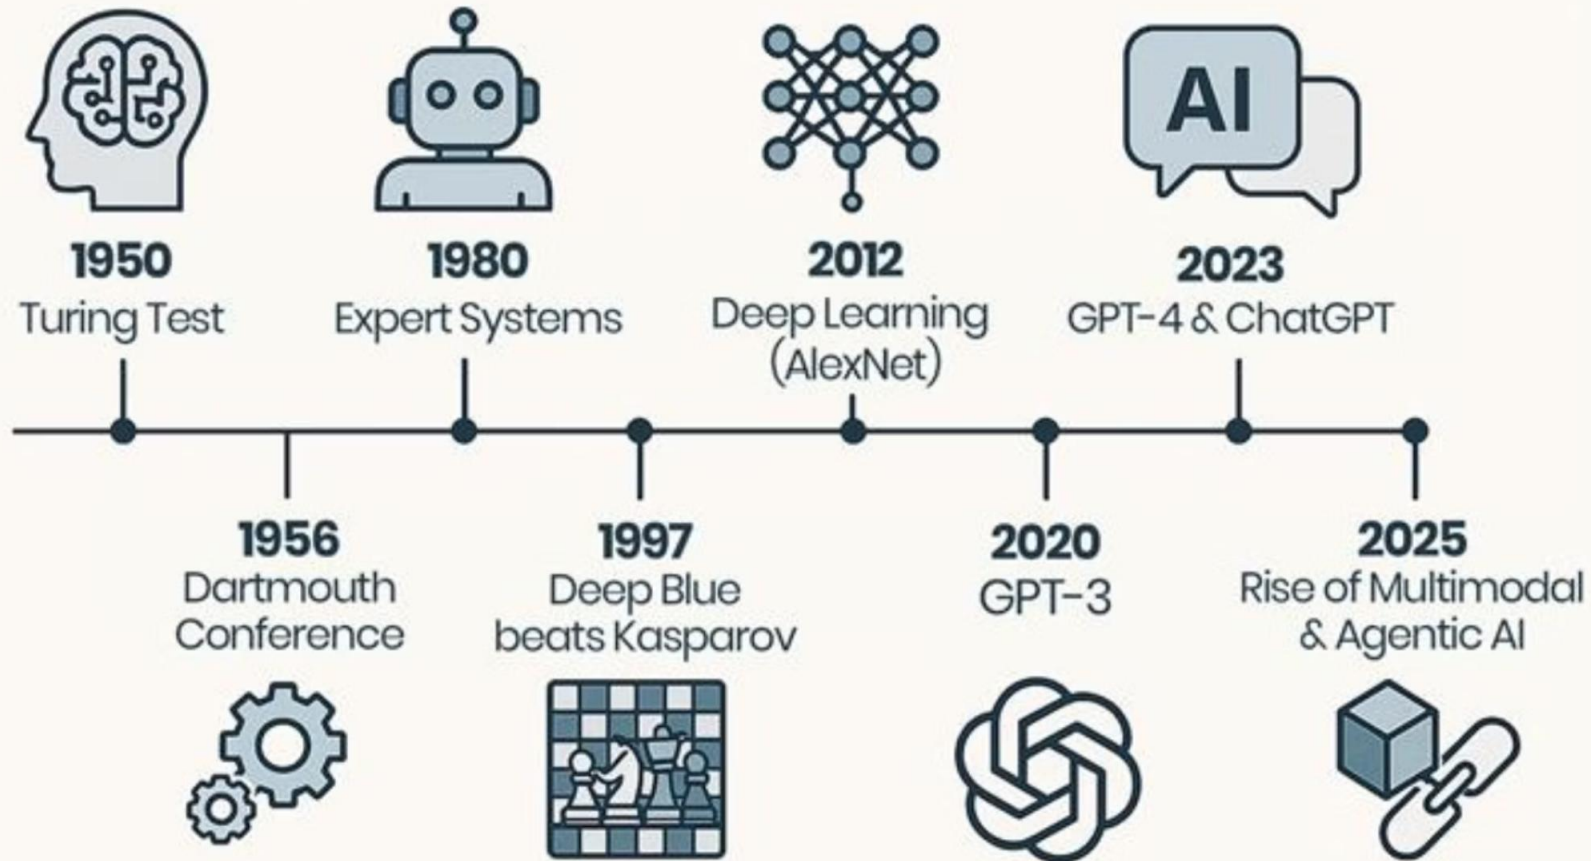 AI
1950
Turing Test
1980
Expert Systems
2012
Deep Learning
(AlexNet)
2023
GPT-4 & ChatGPT
1956
Dartmouth
Conference
1997
Deep Blue
beats Kasparov
2020
GPT-3
2025
Rise of Multimodal
& Agentic AI